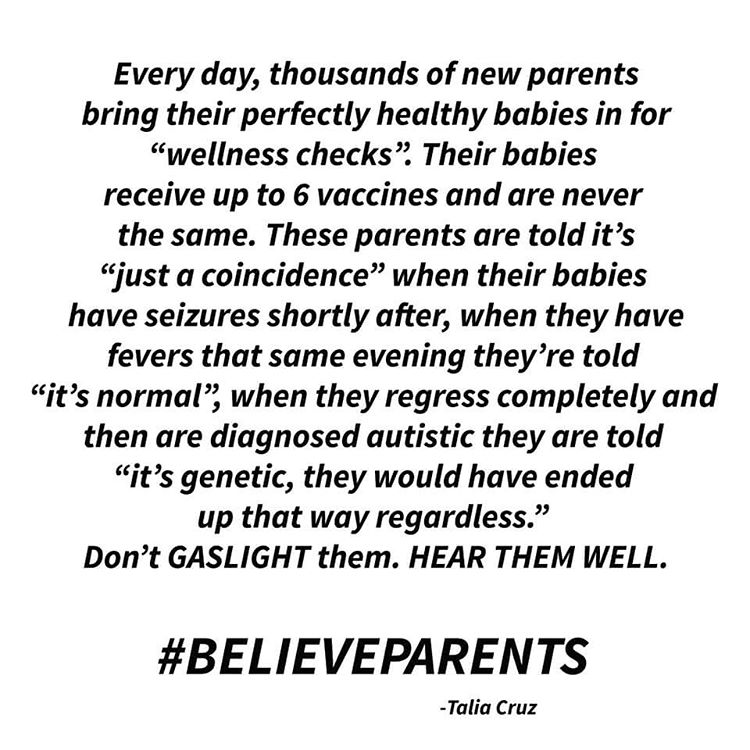 Every day, thousands of new parents
bring their perfectly healthy babies in for
“wellness checks”. Their babies
receive up to 6 vaccines and are never
the same. These parents are told it’s
“just a coincidence” when their babies
have seizures shortly after, when they have
fevers that same evening they’re told
“it’s normal”, when they regress completely and
then are diagnosed autistic they are told
“it’s genetic, they would have ended
up that way regardless.”
Don’t GASLIGHT them. HEAR THEM WELL.
#BELIEVEPARENTS
-Talia Cruz